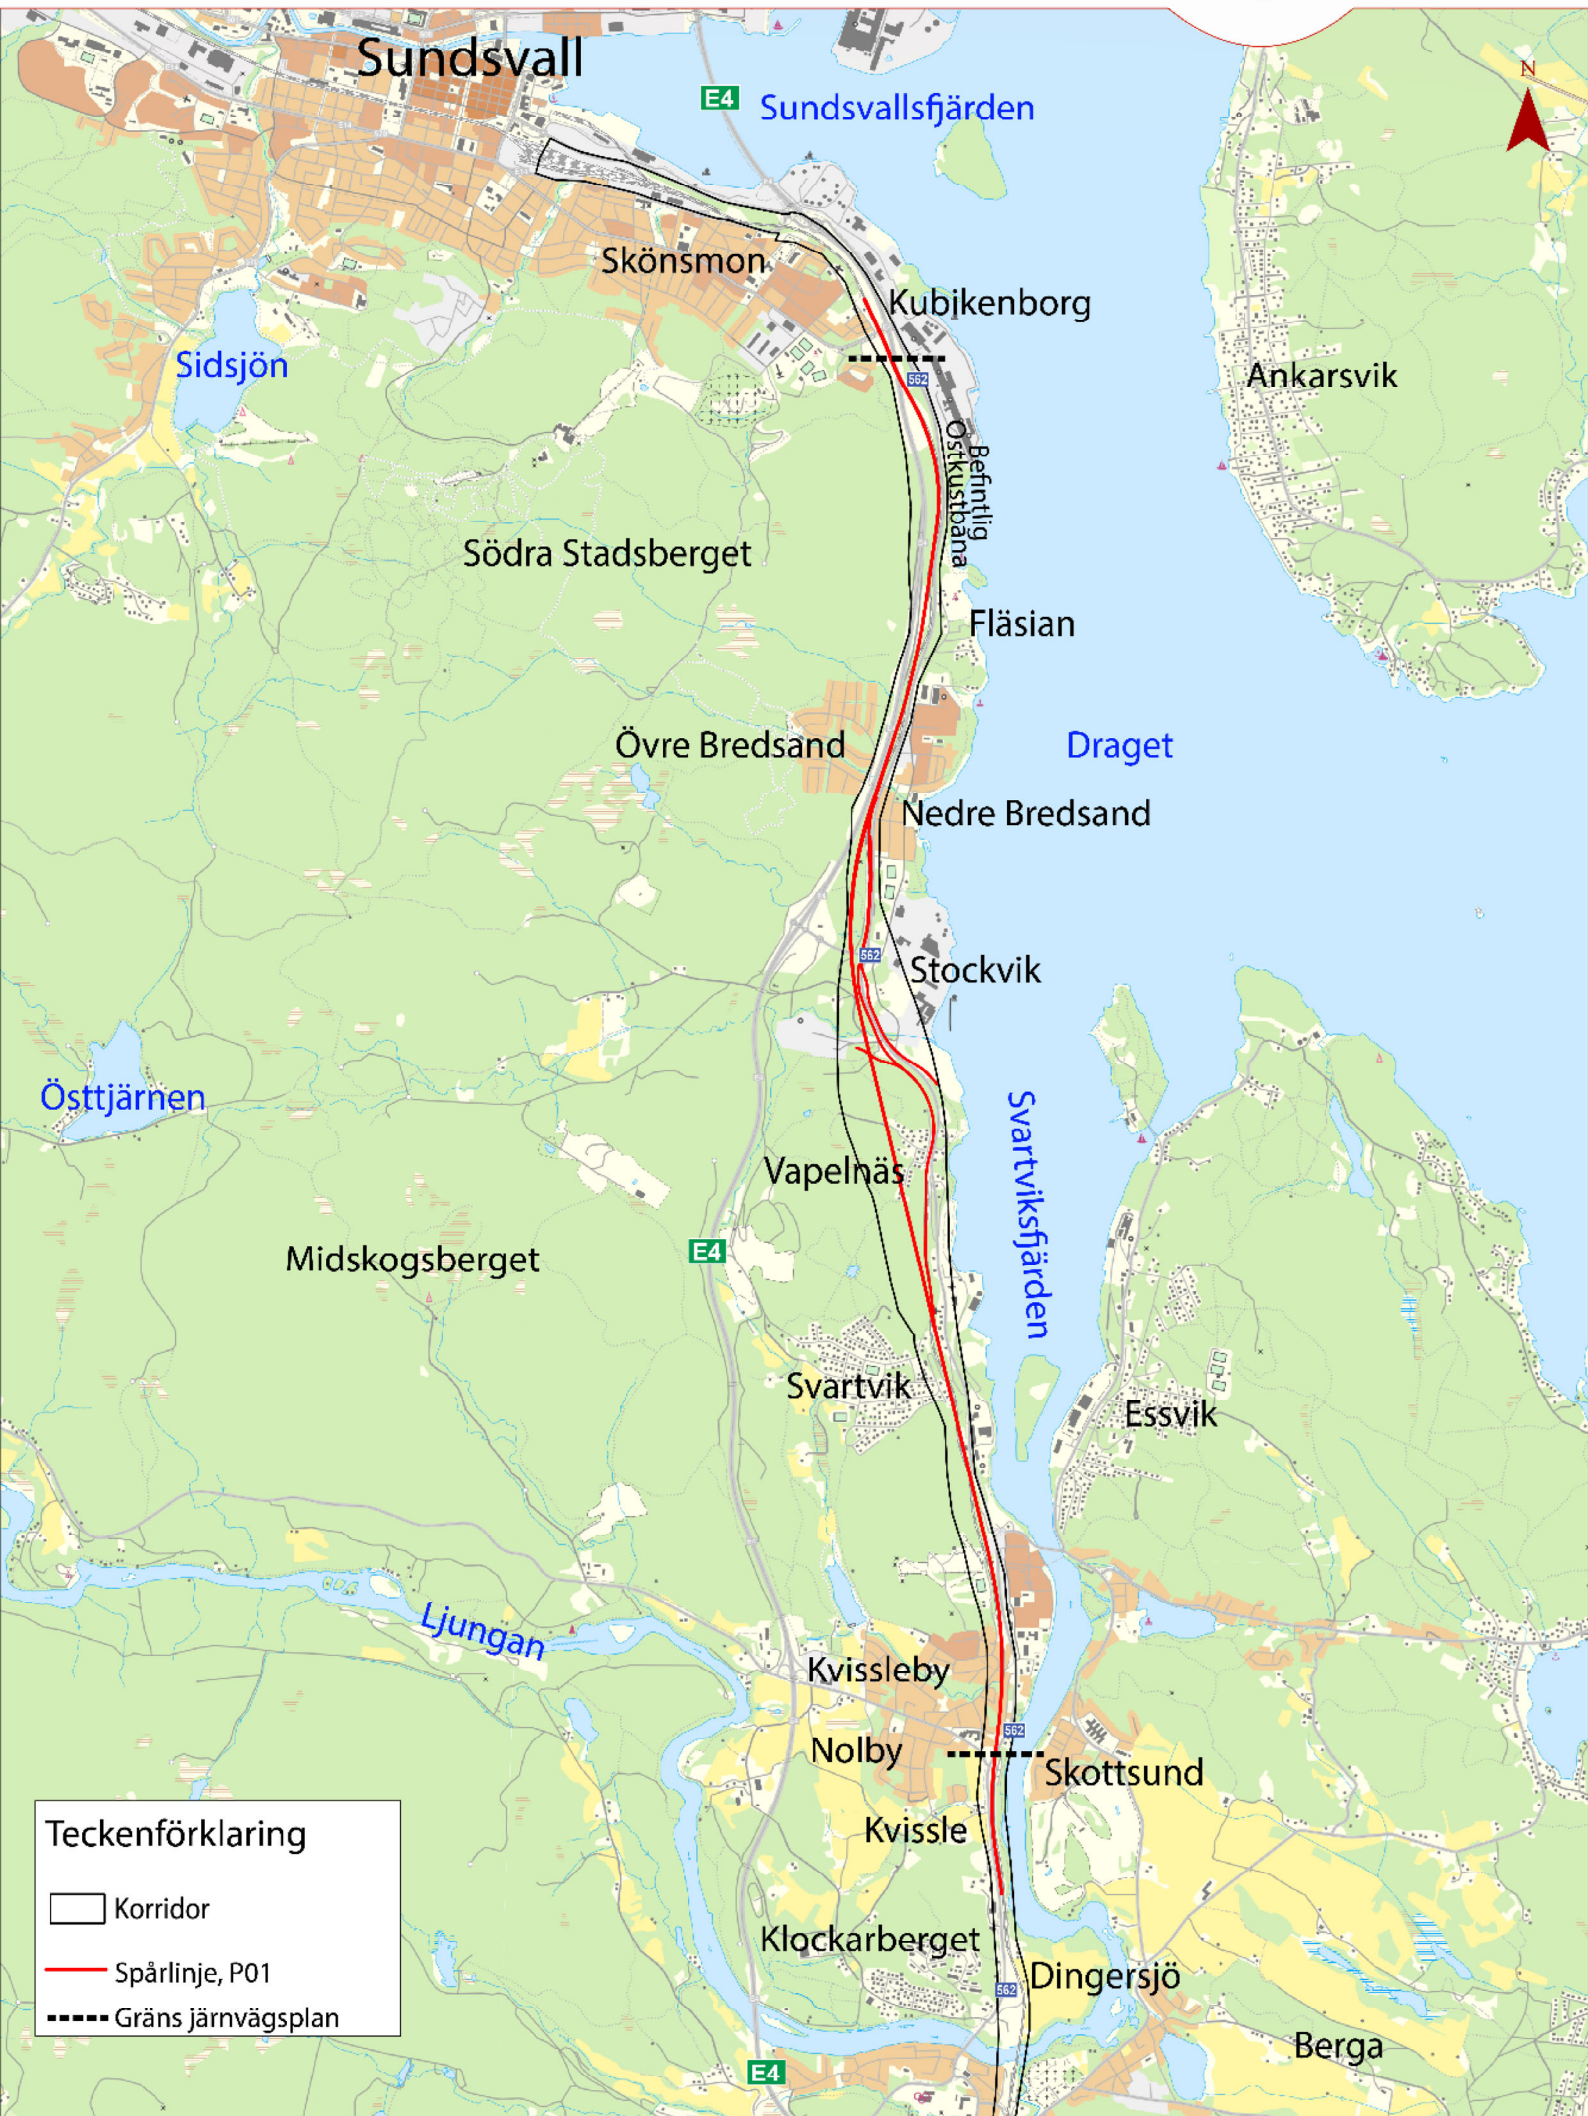 Sundsvall
N
E4
Sundsvallsfjärden
Skönsmon
Kubikenborg
Sidsjön
562
Ankarsvik
Befintlig
Ostkustbana
Södra Stadsberget
Fläsian
Övre Bredsand
Draget
Nedre Bredsand
562
Stockvik
Östtjärnen
Svartviksfjärden
Vapelnäs
E4
Midskogsberget
Svartvik
Essvik
Ljungan
Kvissleby
562
Nolby
Skottsund
Kvissle
Klockarberget
562
Dingersjö
Berga
E4
Teckenförklaring
Korridor
Spårlinje, P01
Gräns järnvägsplan